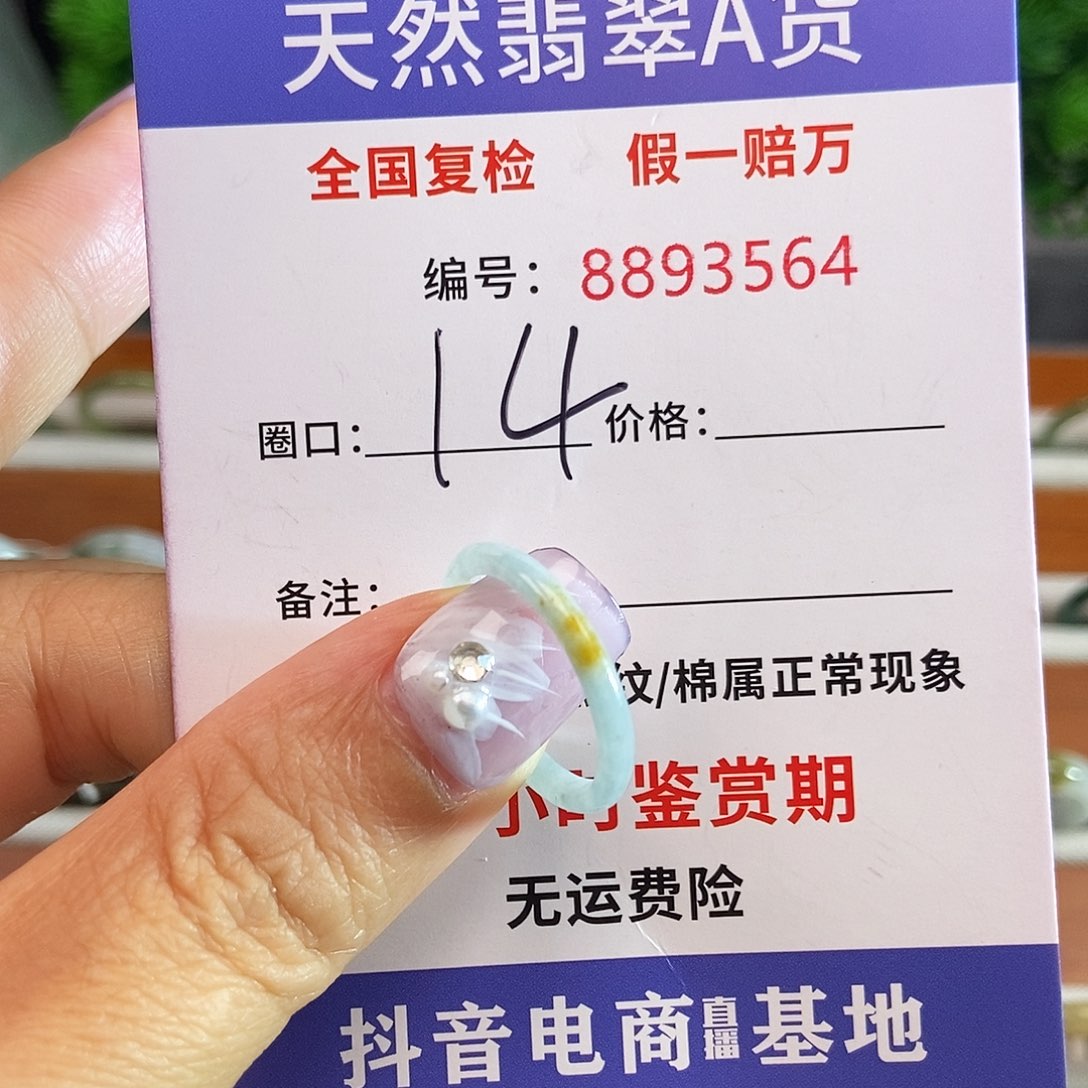 天然翡翠A货
全国复检 假一赔万
编号：8893564
圈口：14 价格：
备注：
纹/棉属正常现象
小时鉴赏期
无运费险
抖音电商直播基地